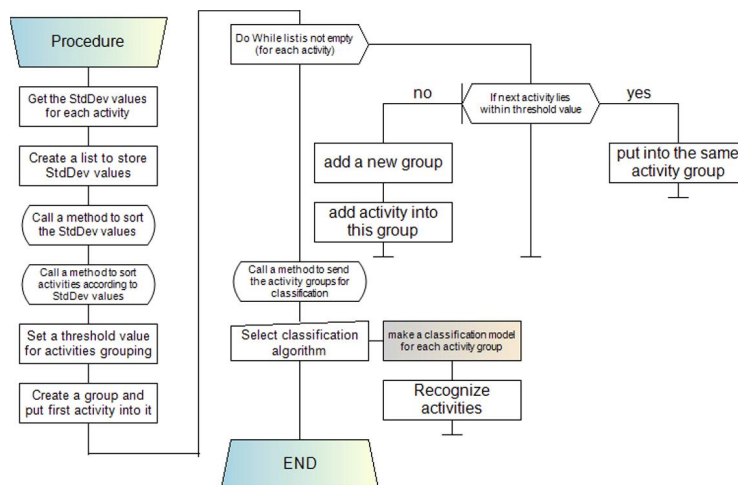 Procedure
Get the StdDev values
for each activity
Create a list to store
StdDev values
Call a method to sort
the StdDev values
Call a method to sort
activities according to
StdDev values
Set a threshold value
for activities grouping
Create a group and
put first activity into it
Do While list is not empty
(for each activity)
If next activity lies
within threshold value
no
yes
add a new group
add activity into
this group
put into the same
activity group
Call a method to send
the activity groups for
classification
Select classification
algorithm
make a classification model
for each activity group
Recognize
activities
END